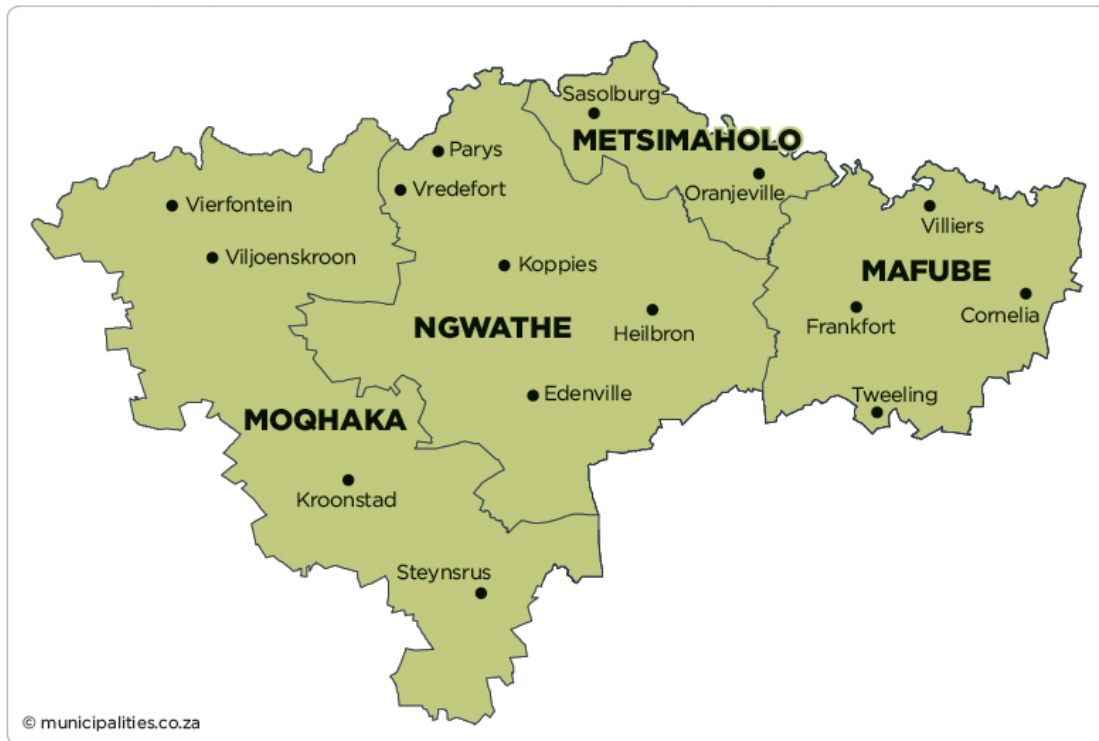 Sasolburg
METSIMAHOLO
Parys
Vredefort
Oranjeville
Vierfontein
Villiers
Viljoenskroon
Koppies
MAFUBE
Cornelia
NGWATHE
Frankfort
Heilbron
Edenville
Tweeling
MOQHAKA
Kroonstad
Steynsrus
© municipalities.co.za